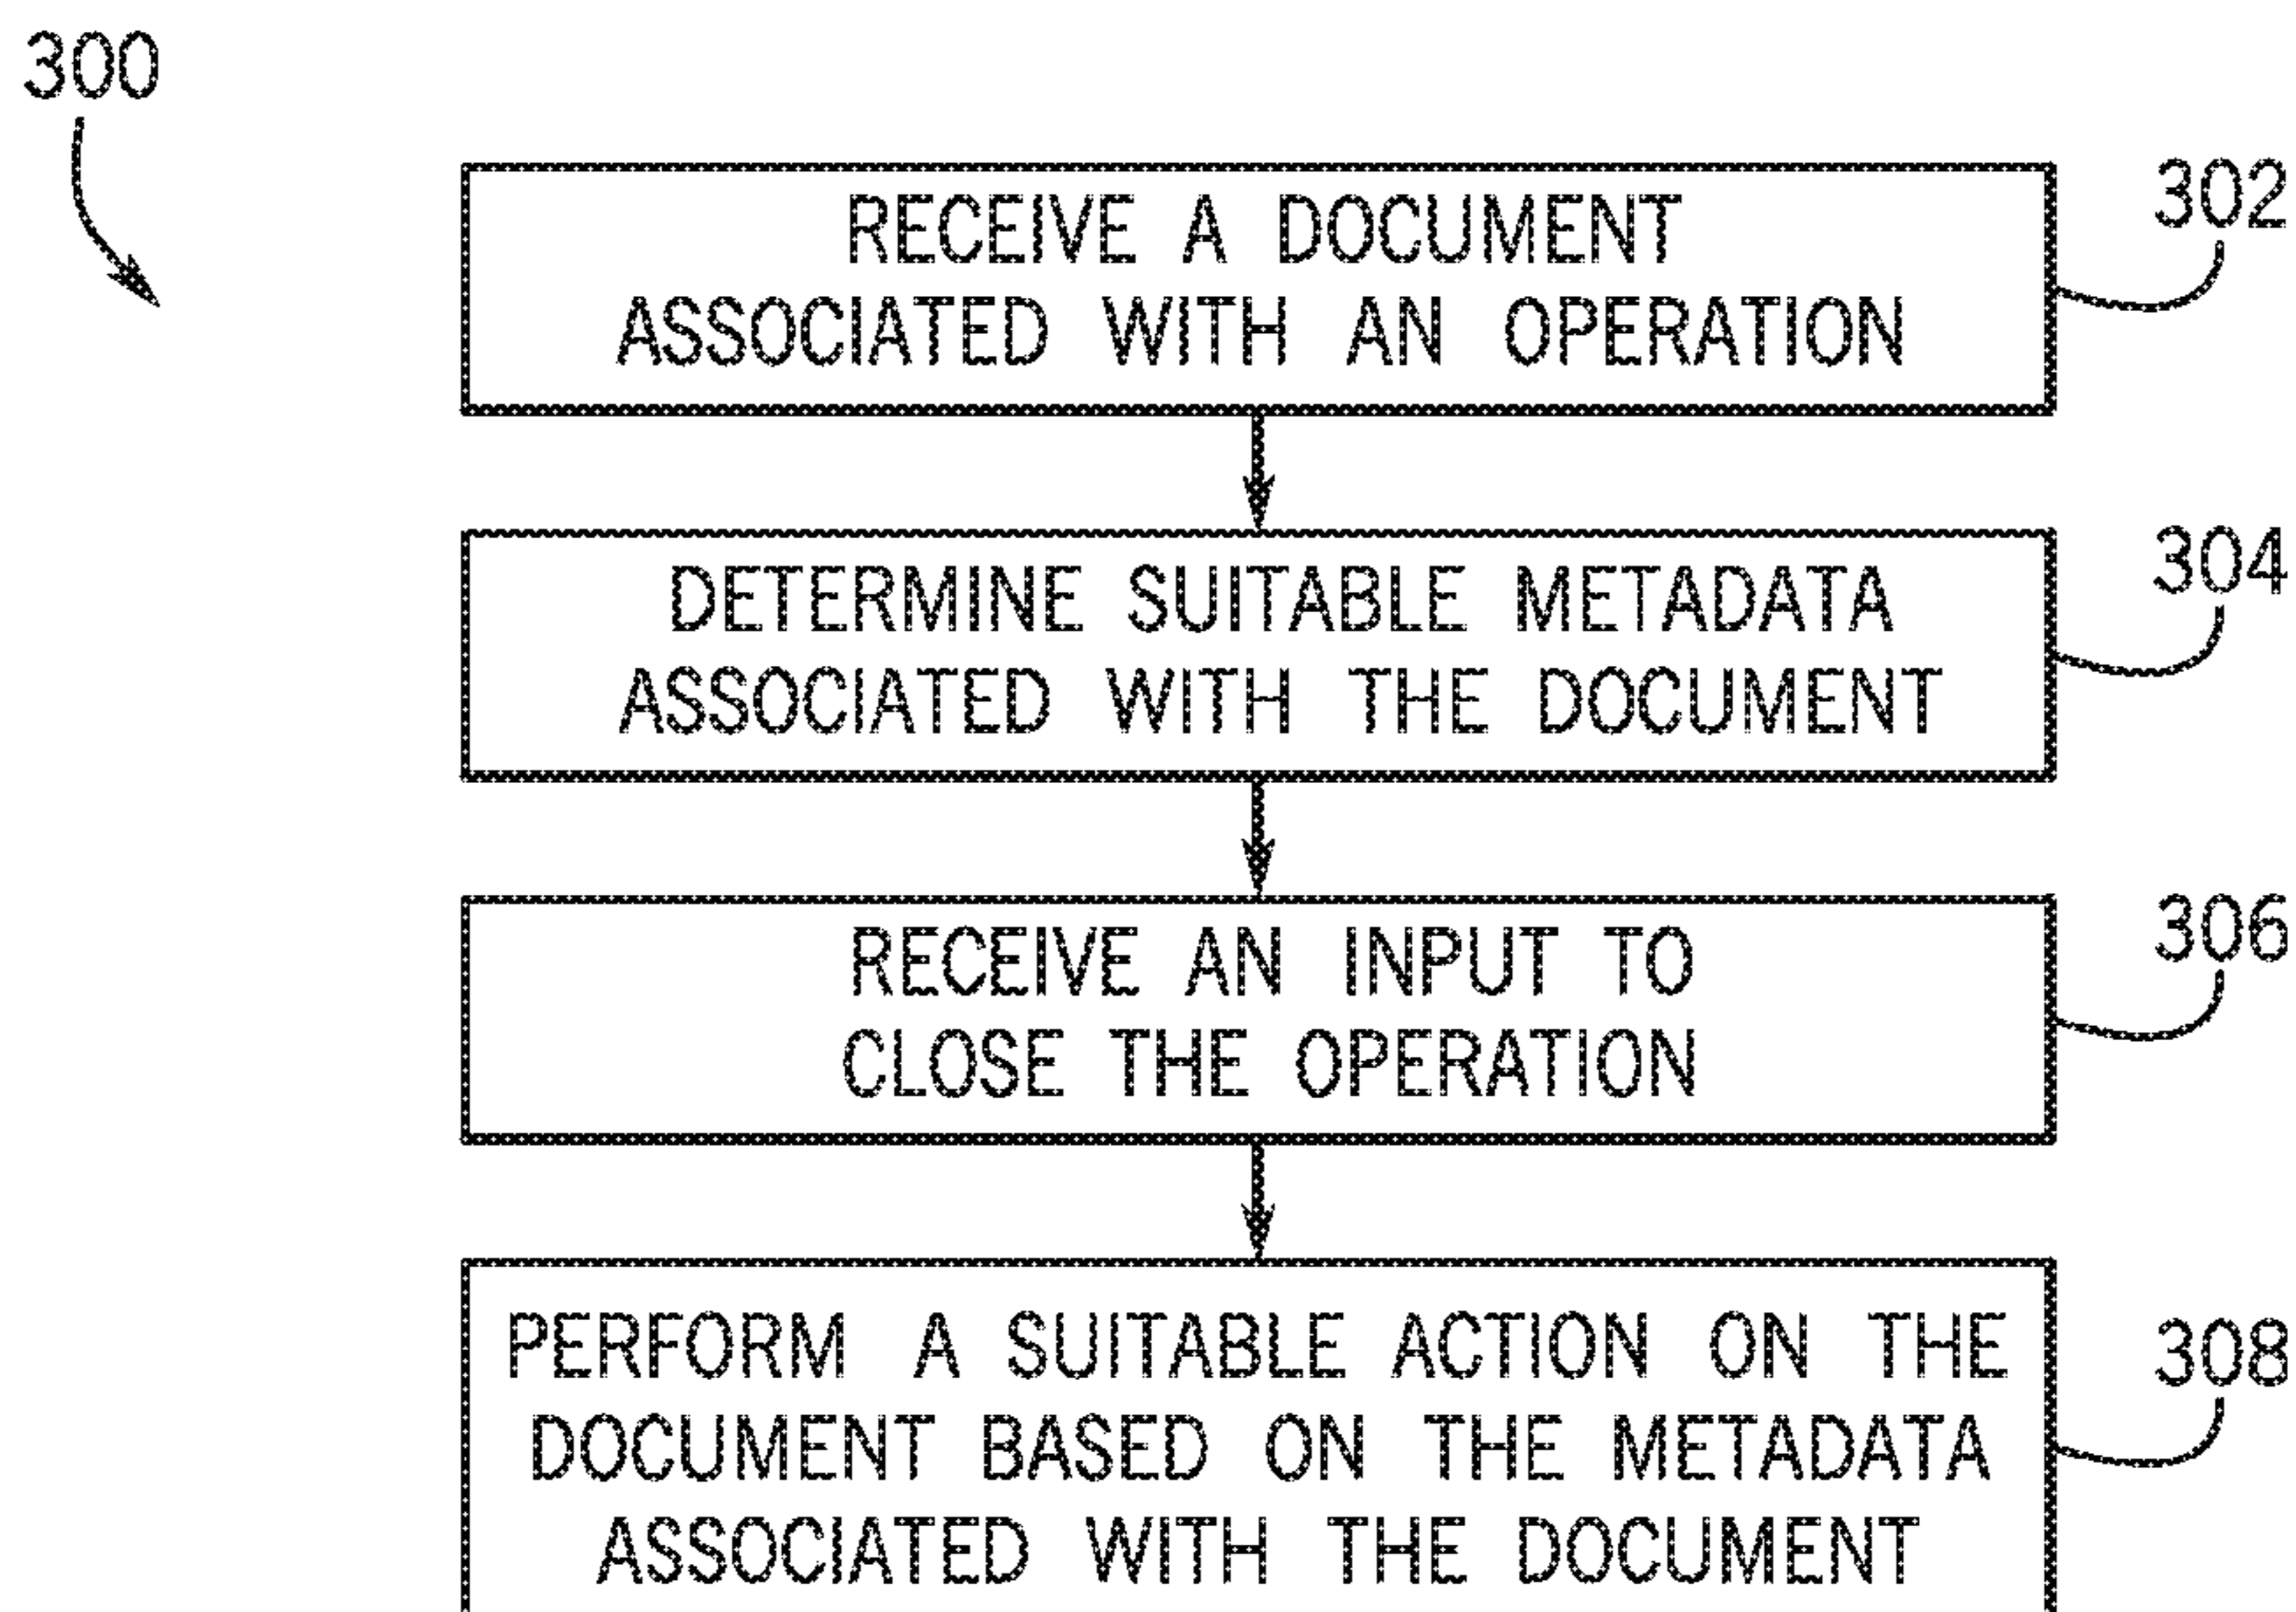 300
RECEIVE A DOCUMENT
ASSOCIATED WITH AN OPERATION
302
DETERMINE SUITABLE METADATA
ASSOCIATED WITH THE DOCUMENT
304
RECEIVE AN INPUT TO
CLOSE THE OPERATION
306
PERFORM A SUITABLE ACTION ON THE
DOCUMENT BASED ON THE METADATA
ASSOCIATED WITH THE DOCUMENT
308